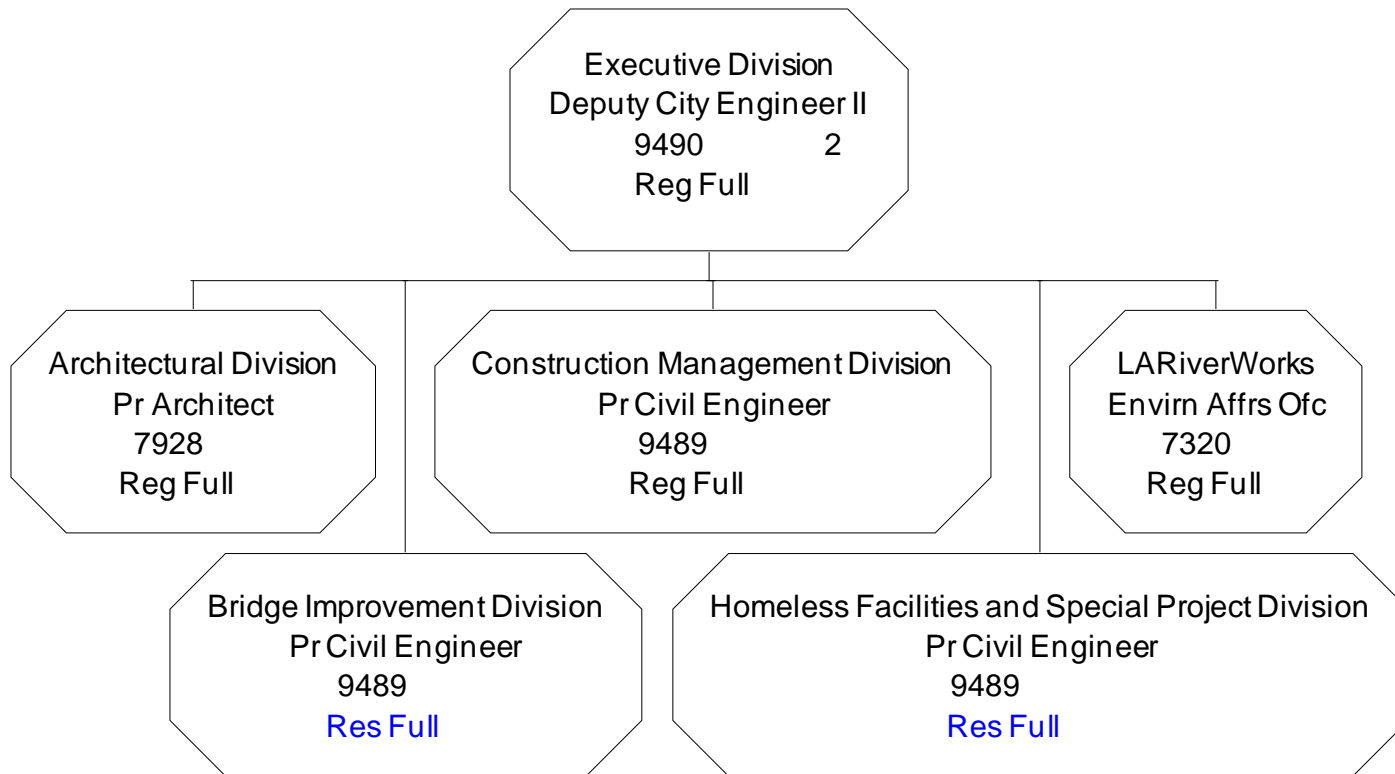 Executive Division
Deputy City Engineer II
9490 2
Reg Full
Architectural Division
Pr Architect
7928
Reg Full
Construction Management Division
Pr Civil Engineer
9489
Reg Full
LARiverWorks
Envirn Affrs Ofc
7320
Reg Full
Bridge Improvement Division
Pr Civil Engineer
9489
Res Full
Homeless Facilities and Special Project Division
Pr Civil Engineer
9489
Res Full